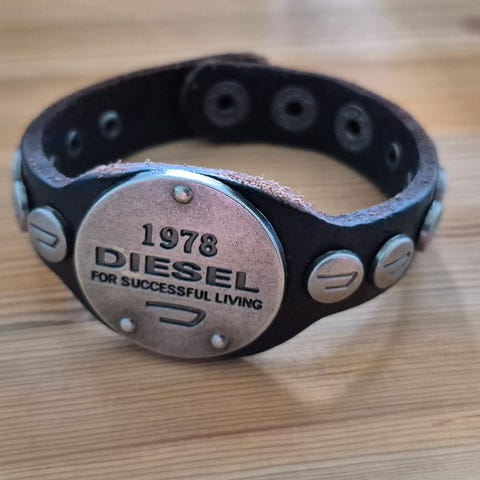 1978
DIESEL
FOR SUCCESSFUL LIVING